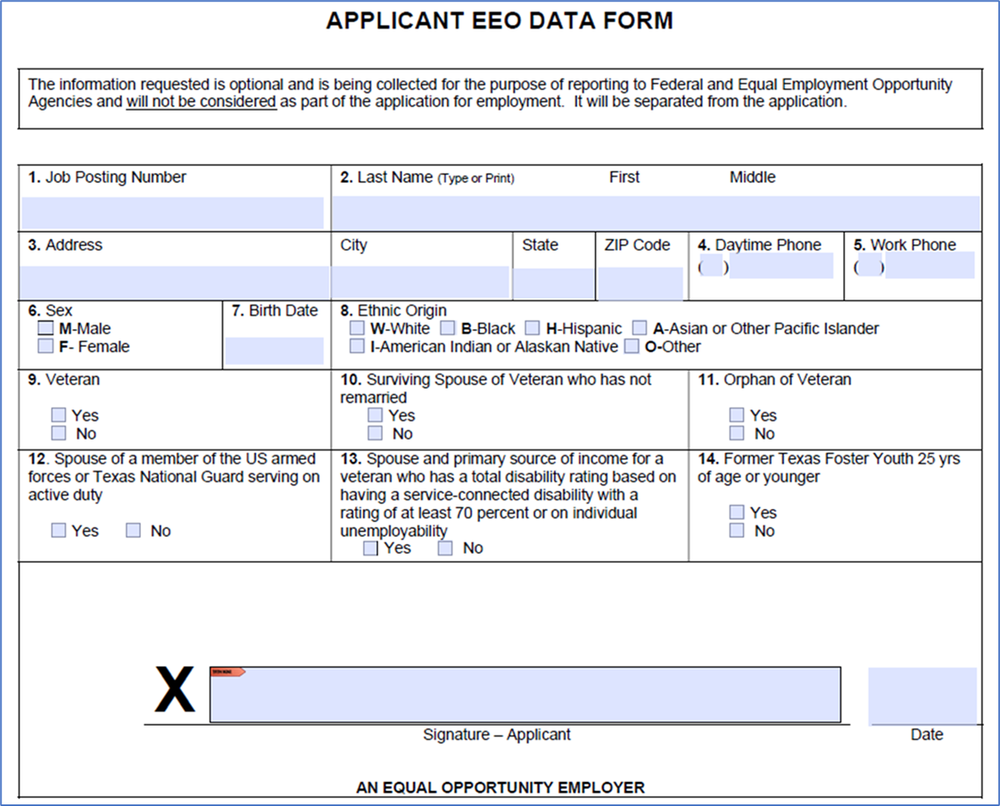 APPLICANT EEO DATA FORM
The information requested is optional and is being collected for the purpose of reporting to Federal and Equal Employment Opportunity
Agencies and will not be considered as part of the application for employment.  It will be separated from the application.
1. Job Posting Number
2. Last Name (Type or Print) First Middle
3. Address
City
State
ZIP Code
4. Daytime Phone
( )
5. Work Phone
( )
6. Sex
M-Male
F- Female
7. Birth Date
8. Ethnic Origin
W-White B-Black H-Hispanic A-Asian or Other Pacific Islander
I-American Indian or Alaskan Native O-Other
9. Veteran
Yes
No
10. Surviving Spouse of Veteran who has not
remarried
Yes
No
11. Orphan of Veteran
Yes
No
12. Spouse of a member of the US armed
forces or Texas National Guard serving on
active duty
Yes No
13. Spouse and primary source of income for a
veteran who has a total disability rating based on
having a service-connected disability with a
rating of at least 70 percent or on individual
unemployability
Yes No
14. Former Texas Foster Youth 25 yrs
of age or younger
Yes
No
X
Signature – Applicant
Date
AN EQUAL OPPORTUNITY EMPLOYER